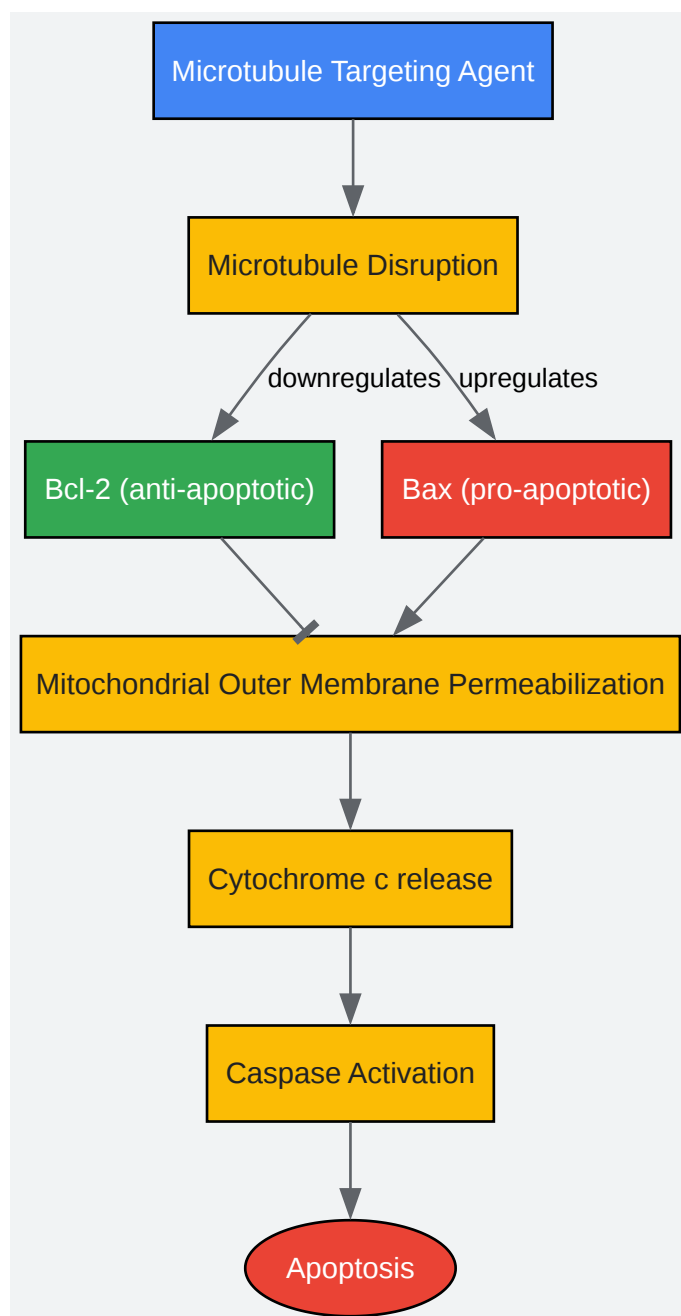 Microtubule Targeting Agent
Microtubule Disruption
downregulates
upregulates
Bcl-2 (anti-apoptotic)
Bax (pro-apoptotic)
Mitochondrial Outer Membrane Permeabilization
Cytochrome c release
Caspase Activation
Apoptosis